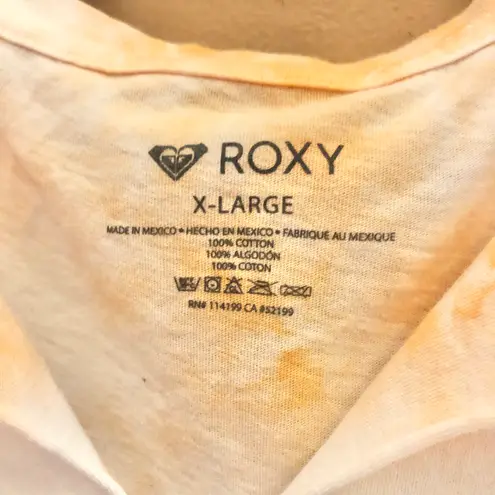 ROXY
X-LARGE
MADE IN MEXICO • HECHO EN MEXICO • FABRIQUE AU MEXIQUE
100% COTTON
100% ALGODÓN
100% COTON
RN# 114199 CA #52199